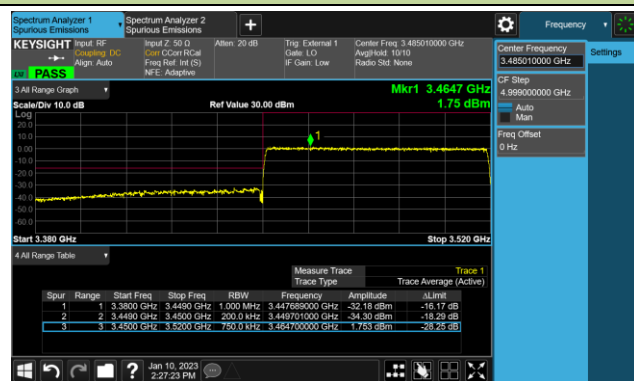 Spectrum Analyzer 1
Spurious Emissions
Spectrum Analyzer 2
Spurious Emissions
Frequency
KEYSIGHT
Input: RF
Coupling: DC
Align: Auto
Input Z: 50 Ω
Corr CCorr RCal
Freq Ref: Int (S)
NFE: Adaptive
Atten: 20 dB
Trig: External 1
Gate: LO
IF Gain: Low
Center Freq: 3.485010000 GHz
Avg|Hold: 10/10
Radio Std: None
PASS
Center Frequency
3.485010000 GHz
Settings
CF Step
4.999000000 GHz
Auto
Man
Freq Offset
0 Hz
3 All Range Graph
Mkr1 3.4647 GHz
Scale/Div 10.0 dB
Ref Value 30.00 dBm
1.75 dBm
Log
20.0
10.0
0.00
-10.0
-20.0
-30.0
-40.0
-50.0
-60.0
1
Start 3.380 GHz
Stop 3.520 GHz
4 All Range Table
Measure Trace Trace 1
Trace Type Trace Average (Active)
Spur Range Start Freq Stop Freq RBW Frequency Amplitude ΔLimit
1 1 3.3800 GHz 3.4490 GHz 1.000 MHz 3.447689000 GHz -32.18 dBm -16.17 dB
2 2 3.4490 GHz 3.4500 GHz 200.0 kHz 3.449701000 GHz -34.30 dBm -18.29 dB
3 3 3.4500 GHz 3.5200 GHz 750.0 kHz 3.464700000 GHz 1.753 dBm -28.25 dB
Jan 10, 2023
2:27:23 PM